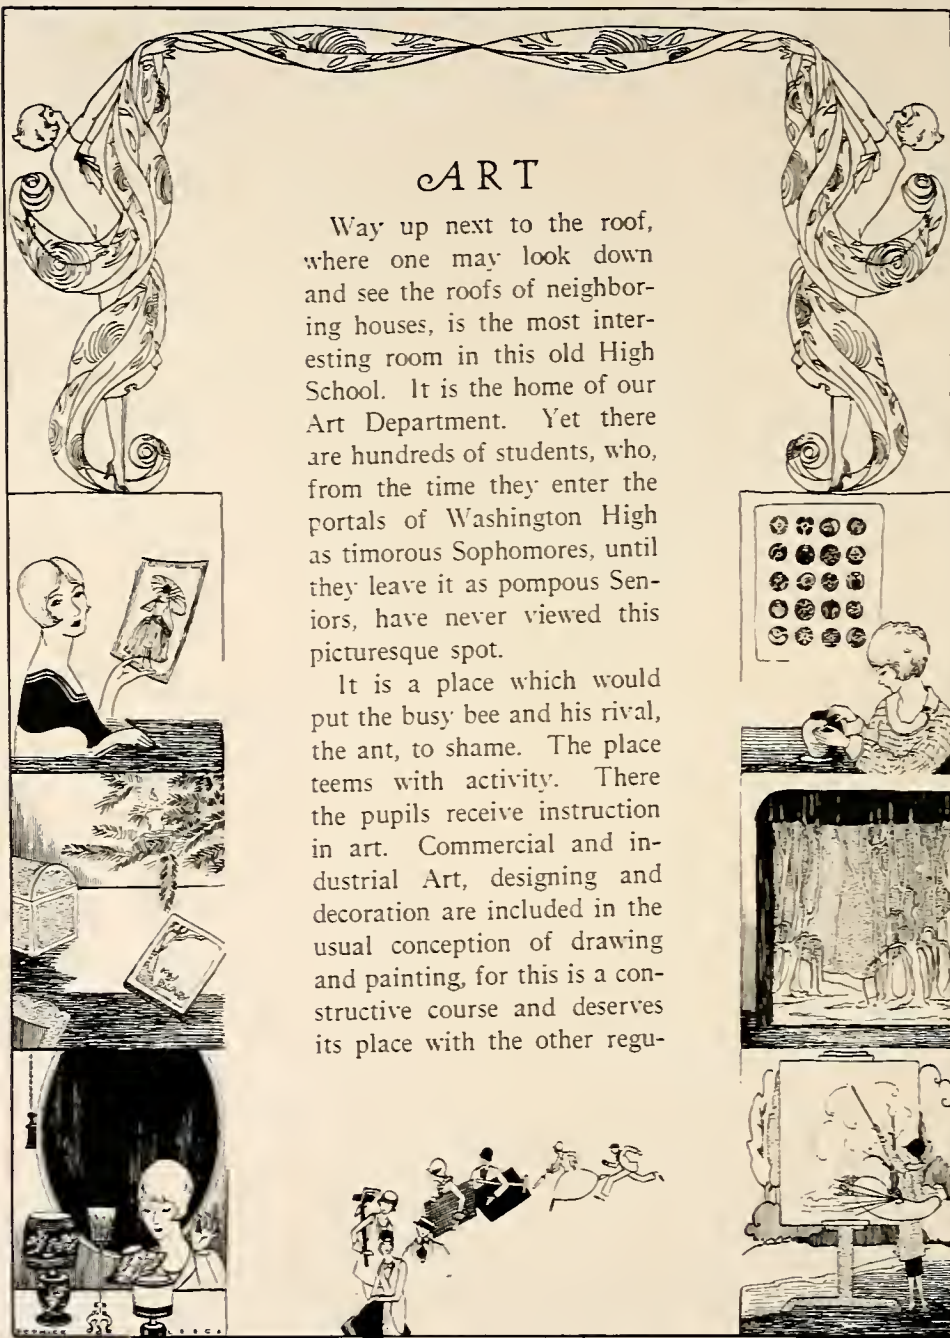 ART
Way up next to the roof,
where one may look down
and see the roofs of neighbor-
ing houses, is the most inter-
esting room in this old High
School. It is the home of our
Art Department. Yet there
are hundreds of students, who,
from the time they enter the
portals of Washington High
as timorous Sophomores, until
they leave it as pompous Sen-
iors, have never viewed this
picturesque spot.
It is a place which would
put the busy bee and his rival,
the ant, to shame. The place
teems with activity. There
the pupils receive instruction
in art. Commercial and in-
dustrial Art, designing and
decoration are included in the
usual conception of drawing
and painting, for this is a con-
structive course and deserves
its place with the other regu-